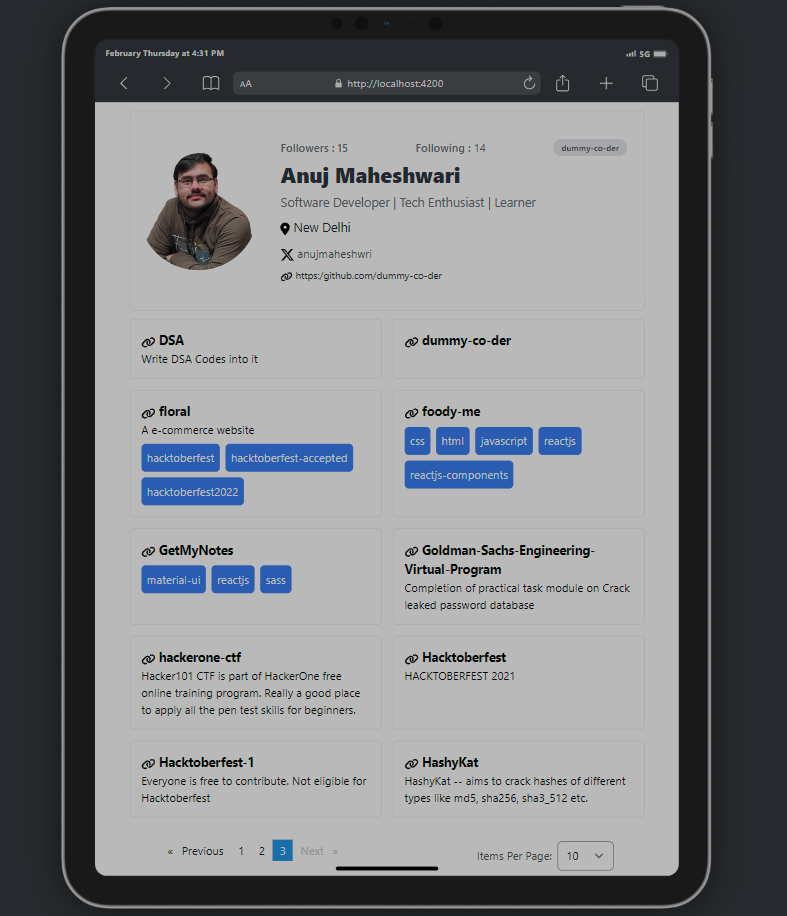 February Thursday at 4:31 PM
5G
AA
http://localhost:4200
Followers : 15
Following : 14
dummy-co-der
Anuj Maheshwari
Software Developer | Tech Enthusiast | Learner
New Delhi
anujmaheshwri
https:/github.com/dummy-co-der
DSA
Write DSA Codes into it
dummy-co-der
floral
A e-commerce website
hacktoberfest
hacktoberfest-accepted
hacktoberfest2022
foody-me
css
html
javascript
reactjs
reactjs-components
GetMyNotes
material-ui
reactjs
sass
Goldman-Sachs-Engineering-
Virtual-Program
Completion of practical task module on Crack
leaked password database
hackerone-ctf
Hacker101 CTF is part of HackerOne free
online training program. Really a good place
to apply all the pen test skills for beginners.
Hacktoberfest
HACKTOBERFEST 2021
Hacktoberfest-1
Everyone is free to contribute. Not eligible for
Hacktoberfest
HashyKat
HashyKat -- aims to crack hashes of different
types like md5, sha256, sha3_512 etc.
« Previous 1 2 3 Next »
Items Per Page: 10